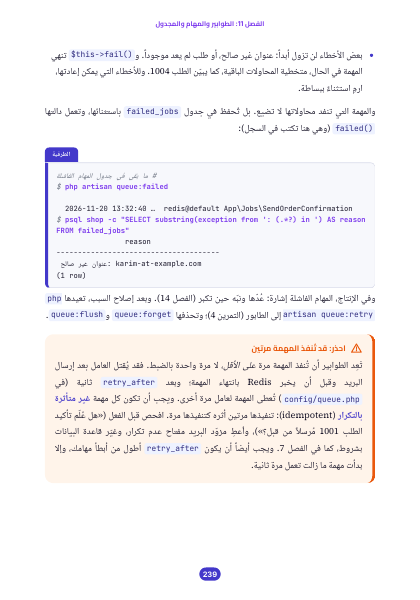 الفصل 11: الطوابير والمهام والمجدول
• بعض الأخطاء لن تزول أبداً: عنوان غير صالح، أو طلب لم يعد موجوداً. و $this->fail() تنهي
المهمة في الحال، متخطية المحاولات الباقية، كما يبيّن الطلب 1004. وللأخطاء التي يمكن إعادتها،
ارمِ استثناءً ببساطة.
والمهمة التي تنفد محاولاتها لا تضيع. بل تُحفظ في جدول failed_jobs باستثنائها، وتعمل دالتها
failed() (وهي هنا تكتب في السجل):
الطرفية
# ما بقي في جدول المهام الفاشلة
$ php artisan queue:failed
2026-11-20 13:32:40 … redis@default App\Jobs\SendOrderConfirmation
$ psql shop -c "SELECT substring(exception from ': (.*?) in ') AS reason
FROM failed_jobs"
reason
-------------------------------------
عنوان غير صالح: karim-at-example.com
(1 row)
وفي الإنتاج، المهام الفاشلة إشارة: عُدّها ونبّه حين تكبر (الفصل 14). وبعد إصلاح السبب، تعيدها php
artisan queue:retry إلى الطابور (التمرين 4)؛ وتحذفها queue:forget و queue:flush.
احذر: قد تُنفذ المهمة مرتين
تَعِد الطوابير أن تُنفذ المهمة مرة على الأقل، لا مرة واحدة بالضبط. فقد يُقتل العامل بعد إرسال
البريد وقبل أن يخبر Redis بانتهاء المهمة؛ وبعد retry_after ثانية (في
config/queue.php) تُعطى المهمة لعامل مرة أخرى. ويجب أن تكون كل مهمة غير متأثرة
بالتكرار (idempotent): تنفيذها مرتين أثره كتنفيذها مرة. افحص قبل الفعل («هل عُلّم تأكيد
الطلب 1001 مُرسلاً من قبل؟»)، وأعطِ مزوّد البريد مفتاح عدم تكرار، وغيّر قاعدة البيانات
بشروط، كما في الفصل 7. ويجب أيضاً أن يكون retry_after أطول من أبطأ مهامك، وإلا
بدأت مهمة ما زالت تعمل مرة ثانية.
239